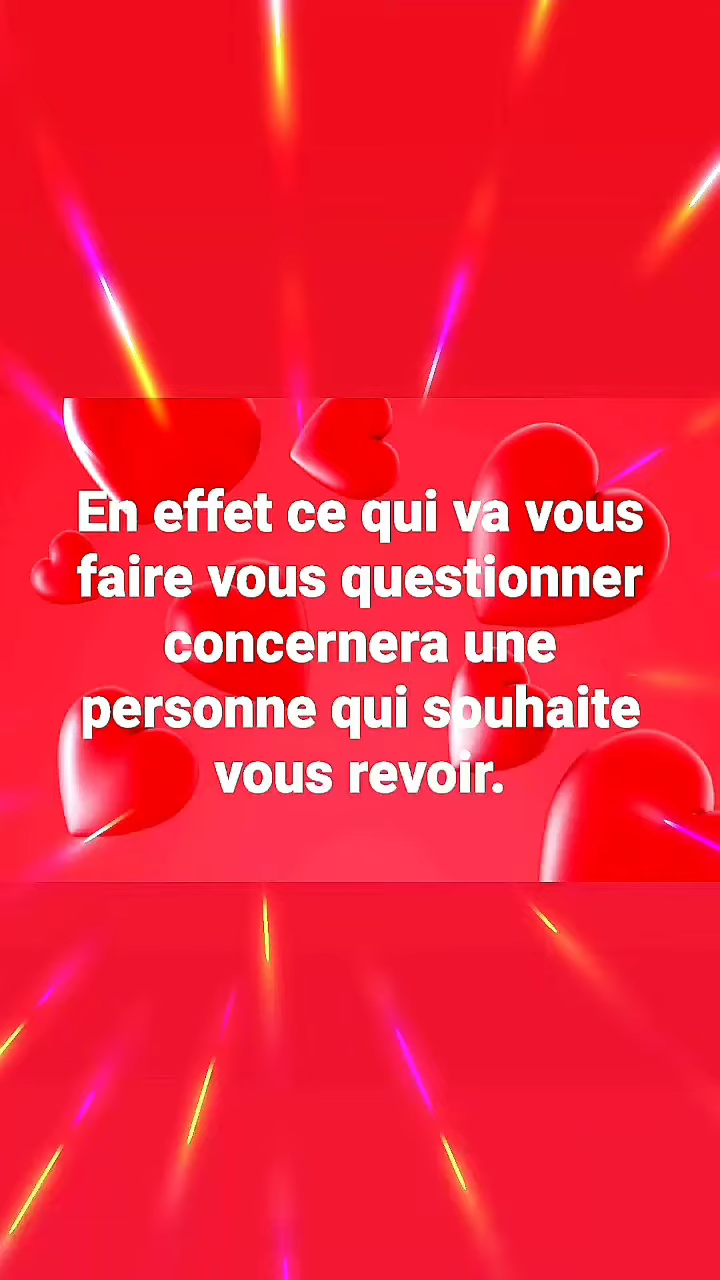 En effet ce qui va vous
faire vous questionner
concernera une
personne qui souhaite
vous revoir.